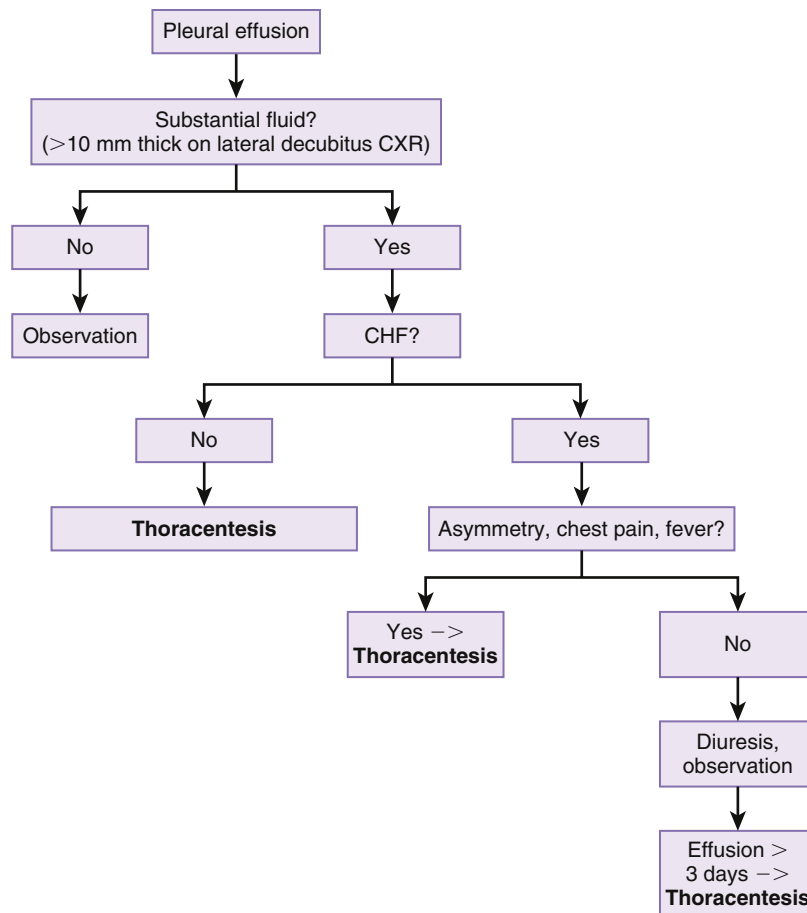 Pleural effusion
Substantial fluid?
(>10 mm thick on lateral decubitus CXR)
No
Yes
Observation
CHF?
No
Yes
Thoracentesis
Asymmetry, chest pain, fever?
Yes −>
Thoracentesis
No
Diuresis,
observation
Effusion >
3 days −>
Thoracentesis